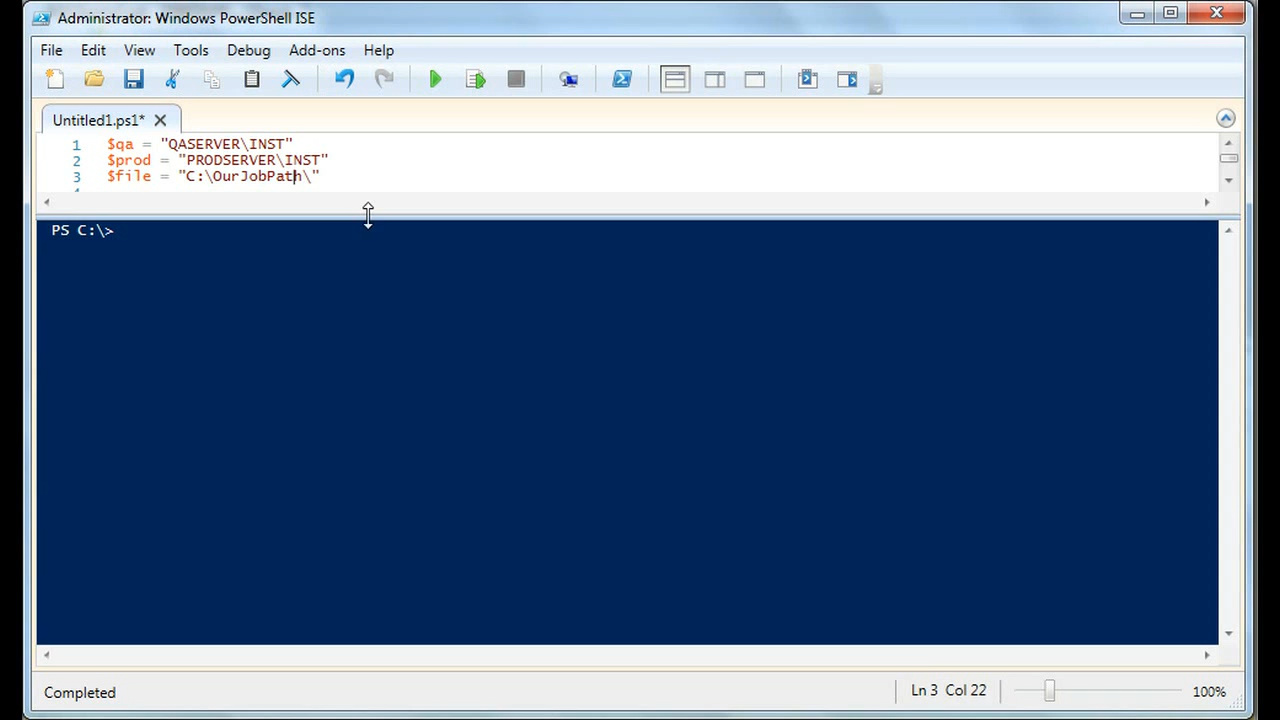 Administrator: Windows PowerShell ISE
File Edit View Tools Debug Add-ons Help
Untitled1.ps1*
1 $qa = "QASERVER\INST"
2 $prod = "PRODSERVER\INST"
3 $file = "C:\OurJobPath\"
PS C:\>
Completed Ln 3 Col 22 100%